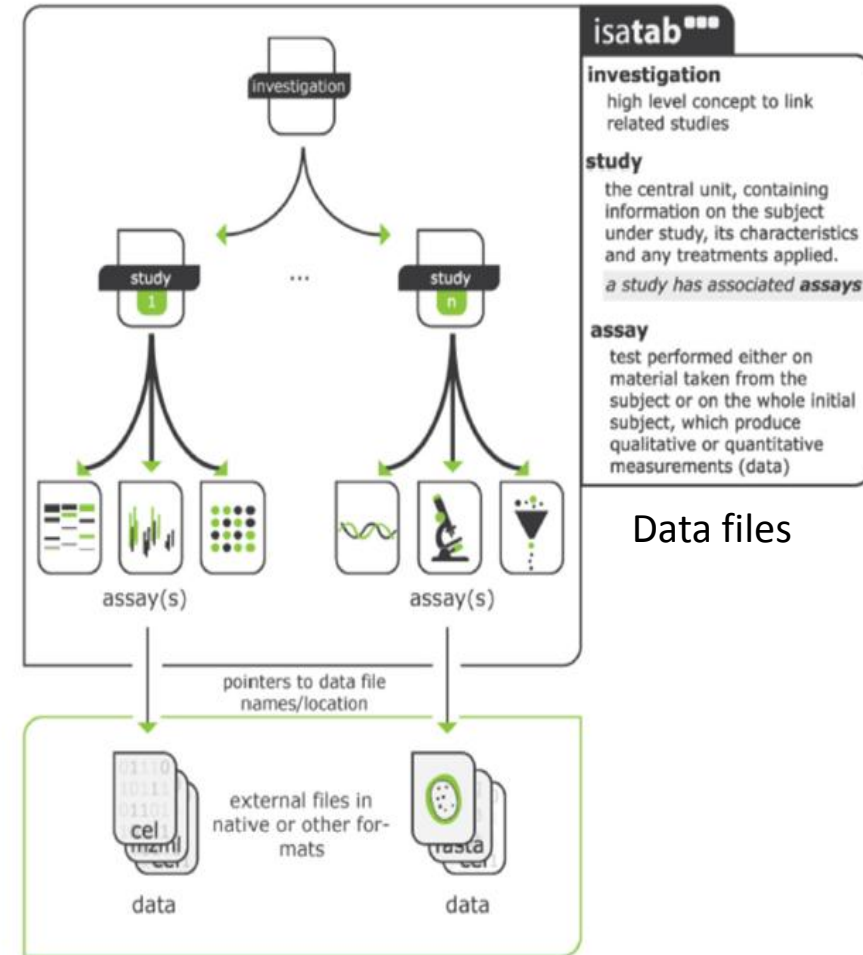 investigation
study
1
...
study
n
assay(s)
assay(s)
pointers to data file
names/location
cel
mzml
external files in
native or other for-
mats
fasta
data
data
isatab
investigation
high level concept to link
related studies
study
the central unit, containing
information on the subject
under study, its characteristics
and any treatments applied.
a study has associated assays
assay
test performed either on
material taken from the
subject or on the whole initial
subject, which produce
qualitative or quantitative
measurements (data)
Data files